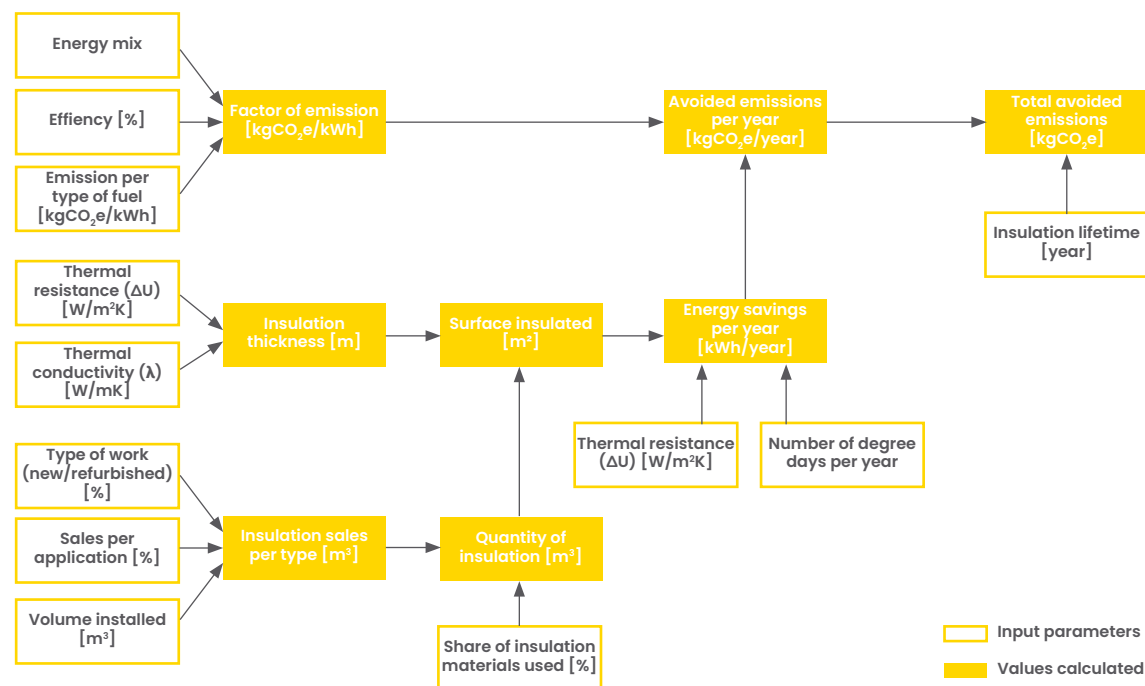 Energy mix
Effiency [%]
Emission per
type of fuel
[kgCO₂e/kWh]
Factor of emission
[kgCO₂e/kWh]
Avoided emissions
per year
[kgCO₂e/year]
Total avoided
emissions
[kgCO₂e]
Insulation lifetime
[year]
Thermal
resistance (ΔU)
[W/m²K]
Thermal
conductivity (λ)
[W/mK]
Insulation
thickness [m]
Surface insulated
[m²]
Energy savings
per year
[kWh/year]
Thermal resistance
(ΔU) [W/m²K]
Number of degree
days per year
Type of work
(new/refurbished)
[%]
Sales per
application [%]
Volume installed
[m³]
Insulation sales
per type [m³]
Quantity of
insulation [m³]
Share of insulation
materials used [%]
Input parameters
Values calculated